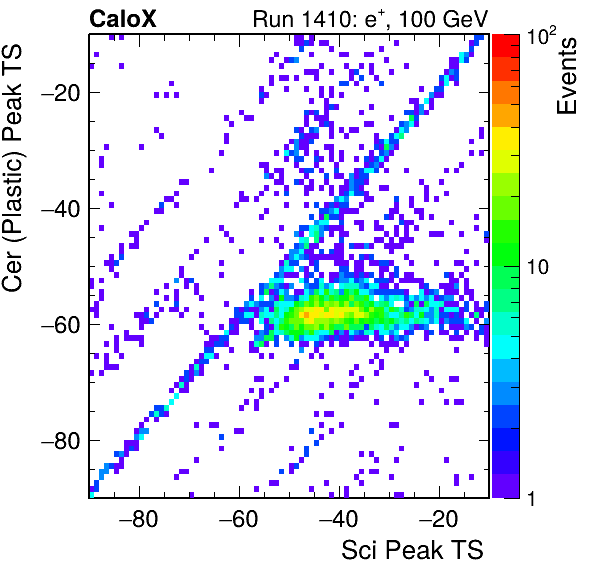 CaloX Run 1410: e⁺, 100 GeV
Cer (Plastic) Peak TS
−20
−40
−60
−80
−80 −60 −40 −20
Sci Peak TS
10²
10
1
Events